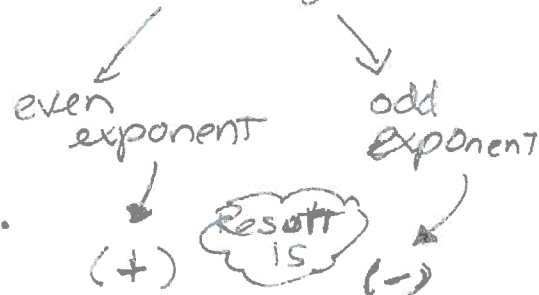 even
exponent
odd
exponent
Result
is
(+)
(-)